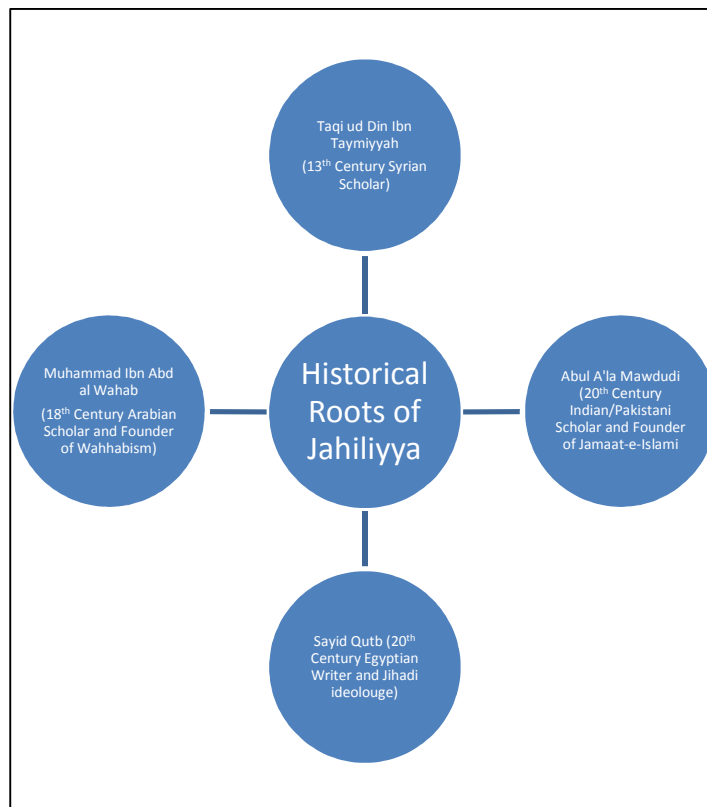 Taqi ud Din Ibn
Taymiyyah
(13th Century Syrian
Scholar)
Muhammad Ibn Abd
al Wahab
(18th Century Arabian
Scholar and Founder
of Wahhabism)
Historical
Roots of
Jahiliyya
Abul A'la Mawdudi
(20th Century
Indian/Pakistani
Scholar and Founder
of Jamaat-e-Islami
Sayid Qutb (20th
Century Egyptian
Writer and Jihadi
ideolouge)